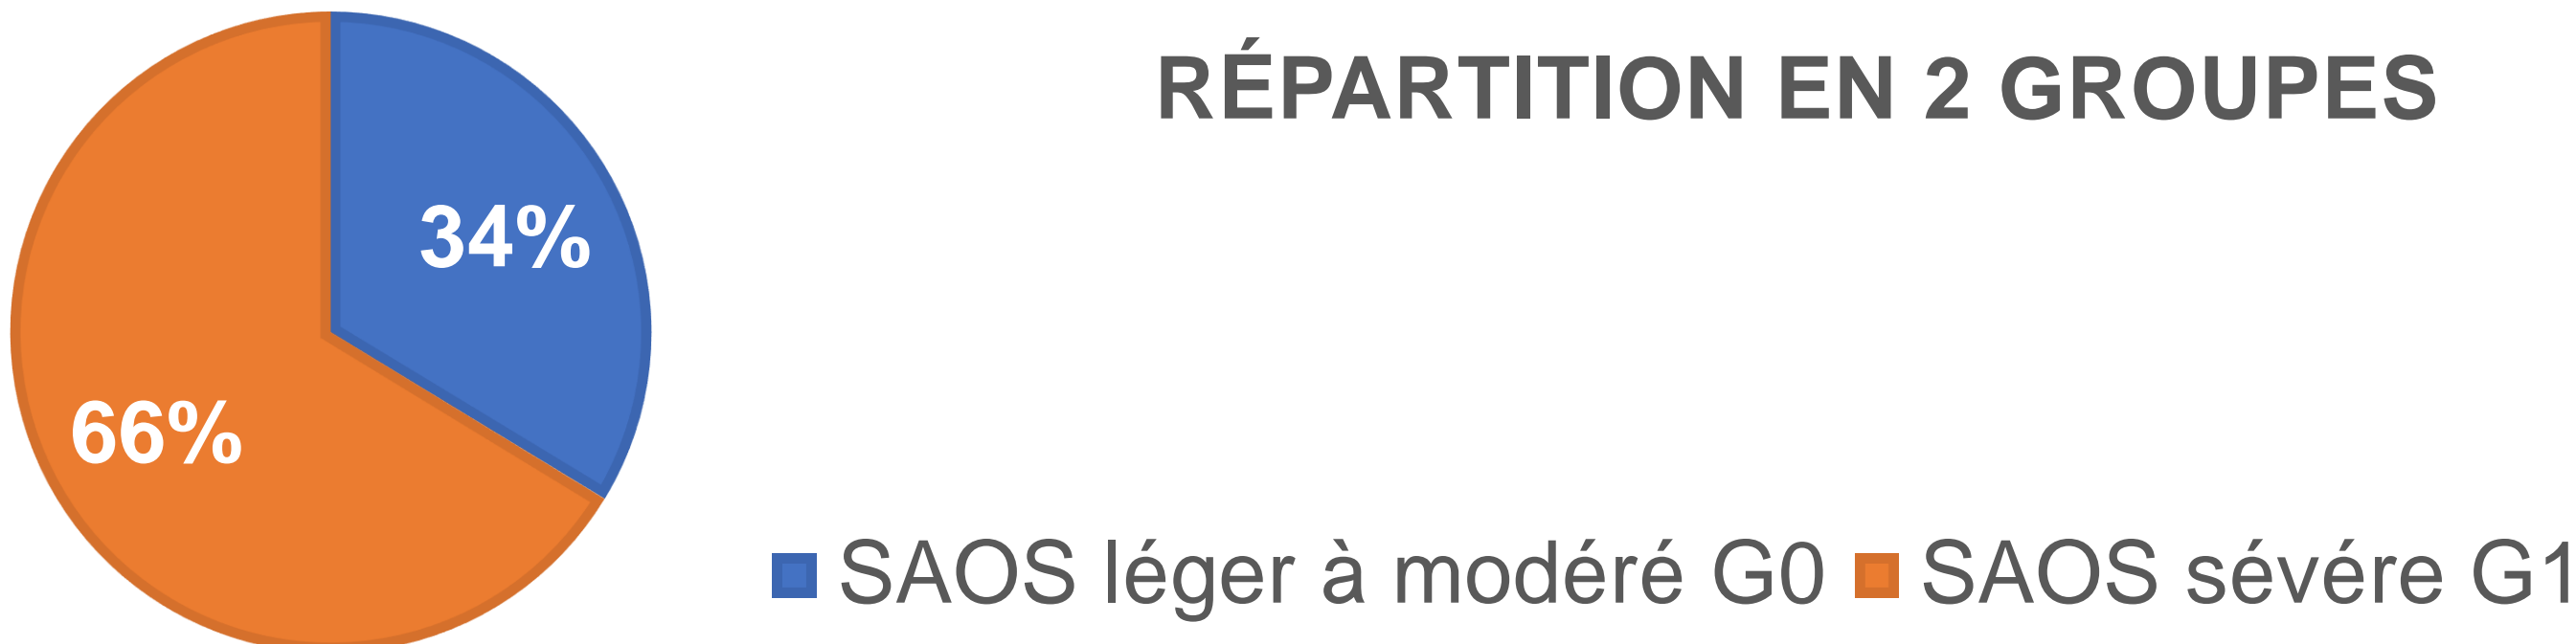 RÉPARTITION EN 2 GROUPES
34%
66%
SAOS léger à modéré G0
SAOS sévére G1